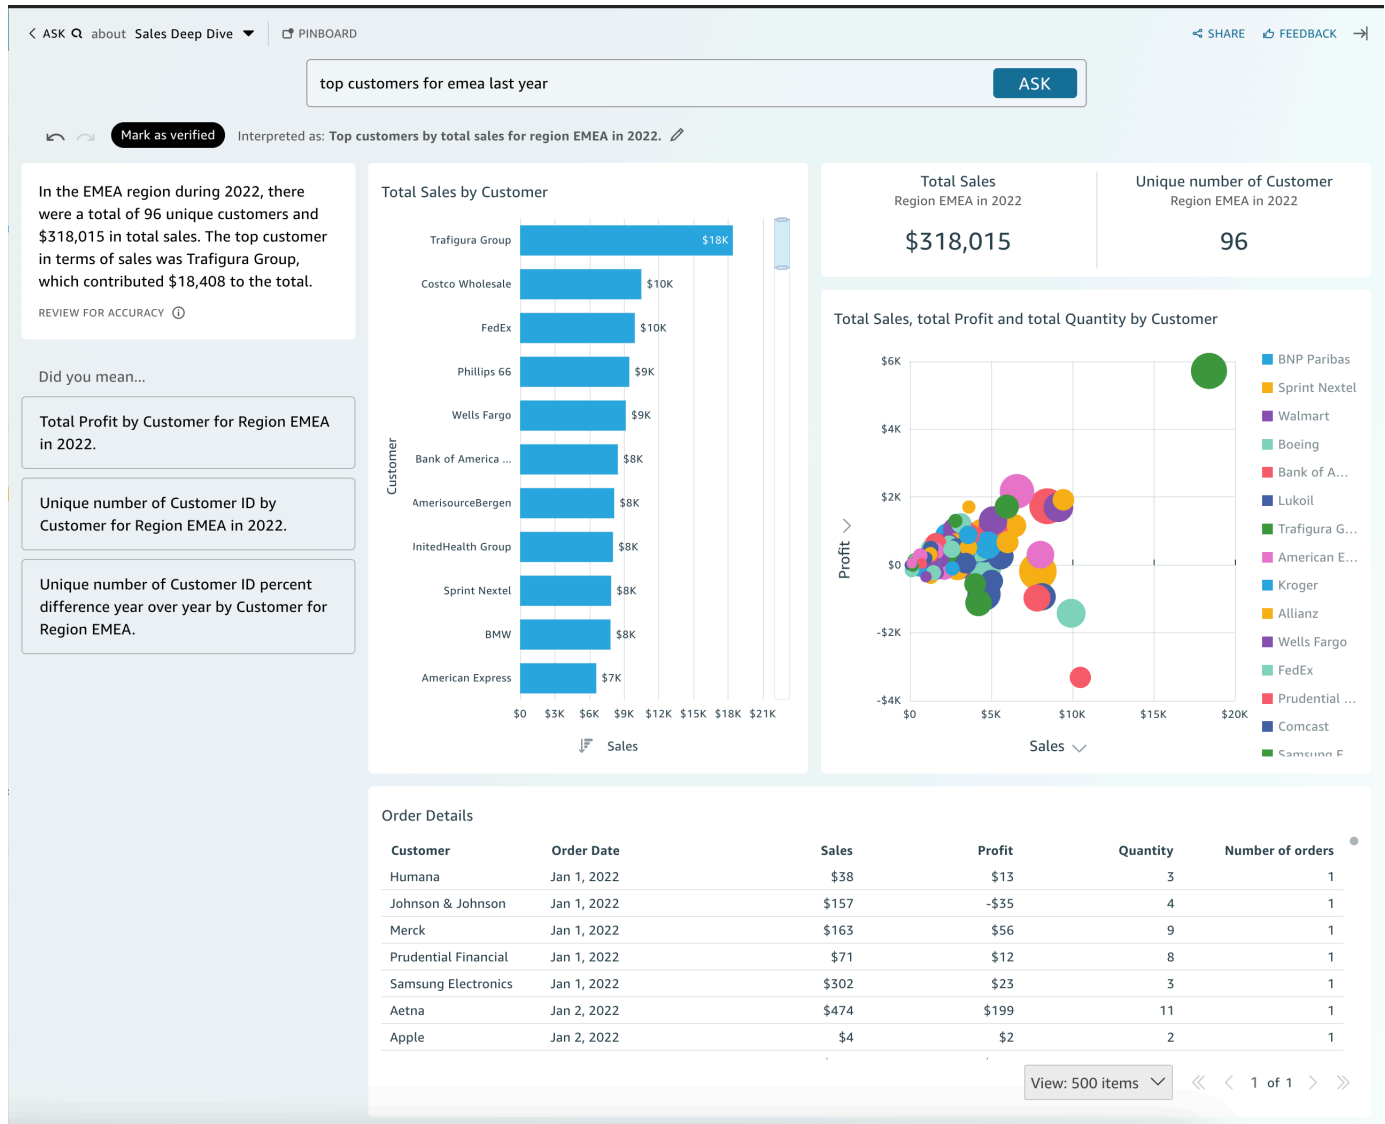 ASK about Sales Deep Dive PINBOARD SHARE FEEDBACK
top customers for emea last year ASK
Mark as verified Interpreted as: Top customers by total sales for region EMEA in 2022.
In the EMEA region during 2022, there
were a total of 96 unique customers and
$318,015 in total sales. The top customer
in terms of sales was Trafigura Group,
which contributed $18,408 to the total.
REVIEW FOR ACCURACY
Did you mean...
Total Profit by Customer for Region EMEA
in 2022.
Unique number of Customer ID by
Customer for Region EMEA in 2022.
Unique number of Customer ID percent
difference year over year by Customer for
Region EMEA.
Total Sales by Customer
Customer
Trafigura Group $18K
Costco Wholesale $10K
FedEx $10K
Phillips 66 $9K
Wells Fargo $9K
Bank of America ... $8K
AmerisourceBergen $8K
InitedHealth Group $8K
Sprint Nextel $8K
BMW $8K
American Express $7K
$0 $3K $6K $9K $12K $15K $18K $21K
Sales
Total Sales
Region EMEA in 2022
$318,015
Unique number of Customer
Region EMEA in 2022
96
Total Sales, total Profit and total Quantity by Customer
Profit
$6K
$4K
$2K
$0
-$2K
-$4K
$0 $5K $10K $15K $20K
Sales
BNP Paribas
Sprint Nextel
Walmart
Boeing
Bank of A...
Lukoil
Trafigura G...
American E...
Kroger
Allianz
Wells Fargo
FedEx
Prudential ...
Comcast
Samsung E
Order Details
Customer Order Date Sales Profit Quantity Number of orders
Humana Jan 1, 2022 $38 $13 3 1
Johnson & Johnson Jan 1, 2022 $157 -$35 4 1
Merck Jan 1, 2022 $163 $56 9 1
Prudential Financial Jan 1, 2022 $71 $12 8 1
Samsung Electronics Jan 1, 2022 $302 $23 3 1
Aetna Jan 2, 2022 $474 $199 11 1
Apple Jan 2, 2022 $4 $2 2 1
View: 500 items 1 of 1